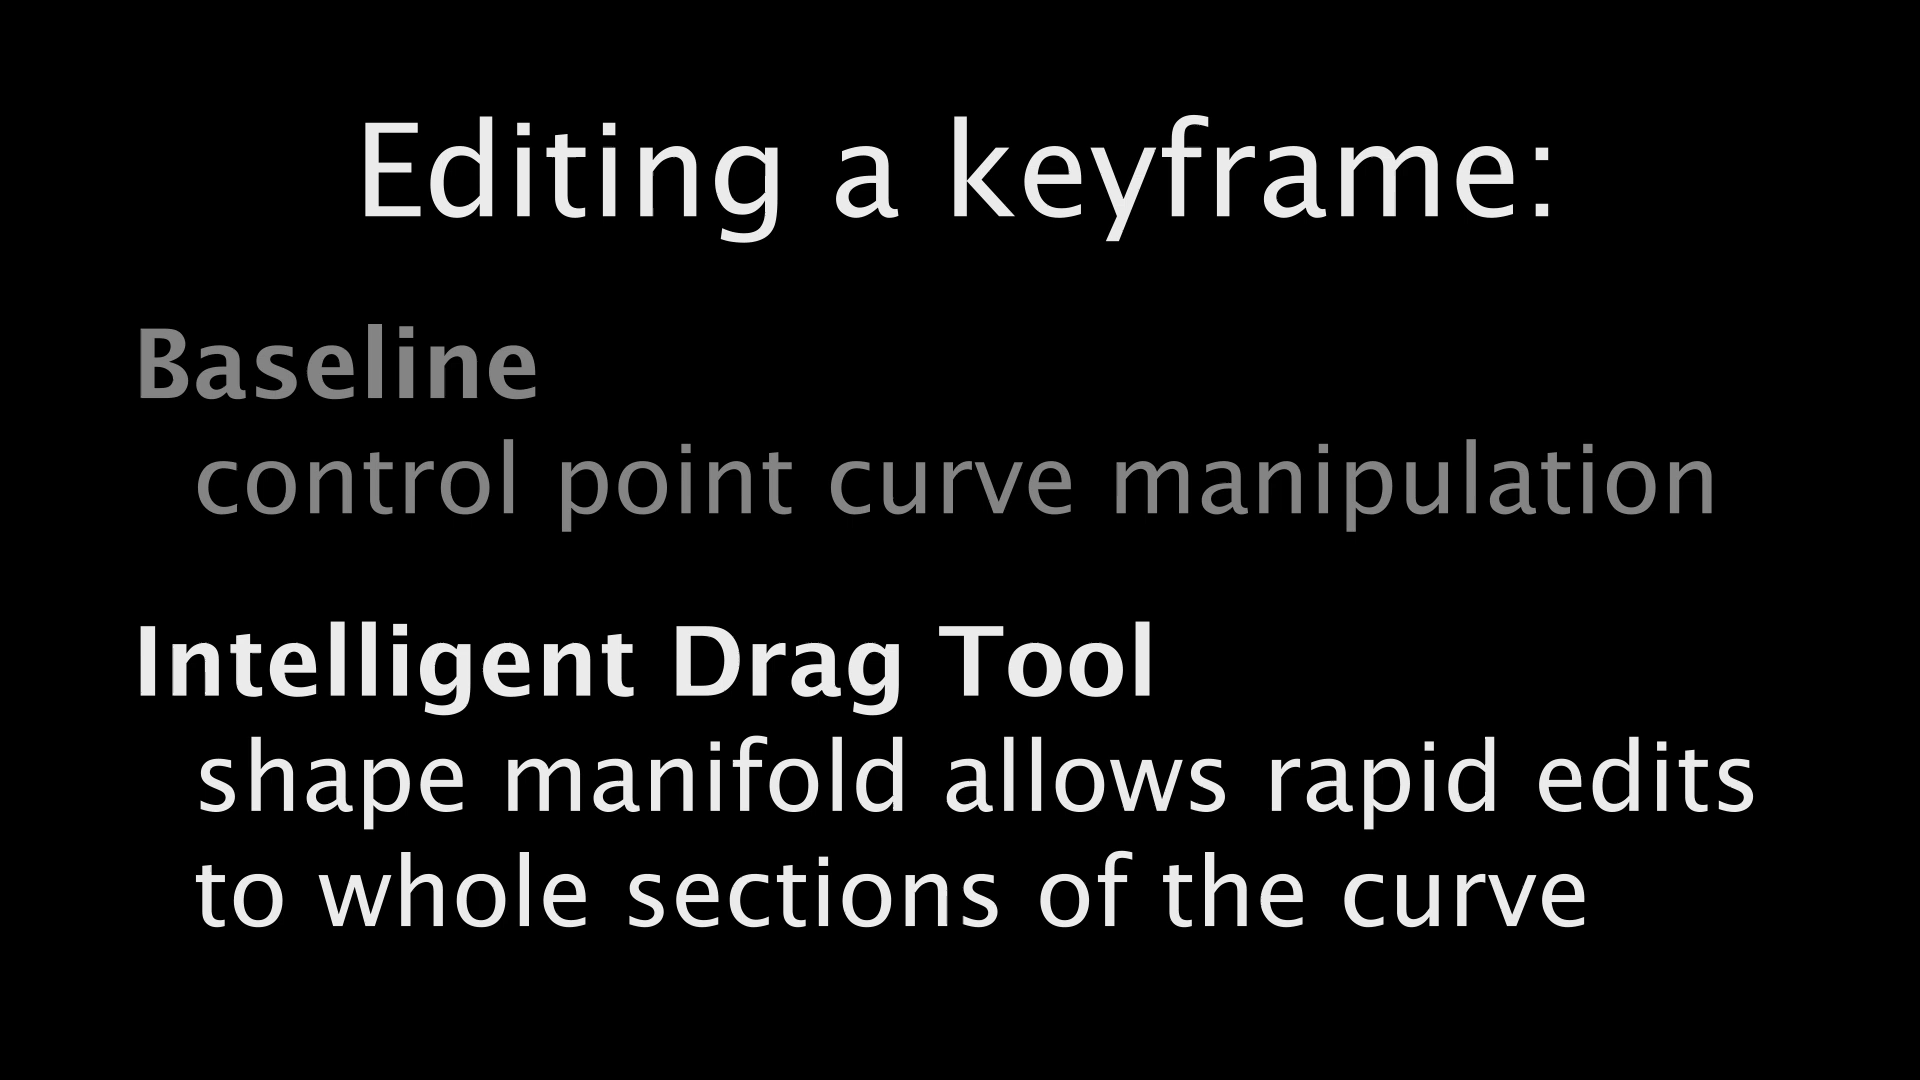 Editing a keyframe:
Baseline
control point curve manipulation
Intelligent Drag Tool
shape manifold allows rapid edits
to whole sections of the curve